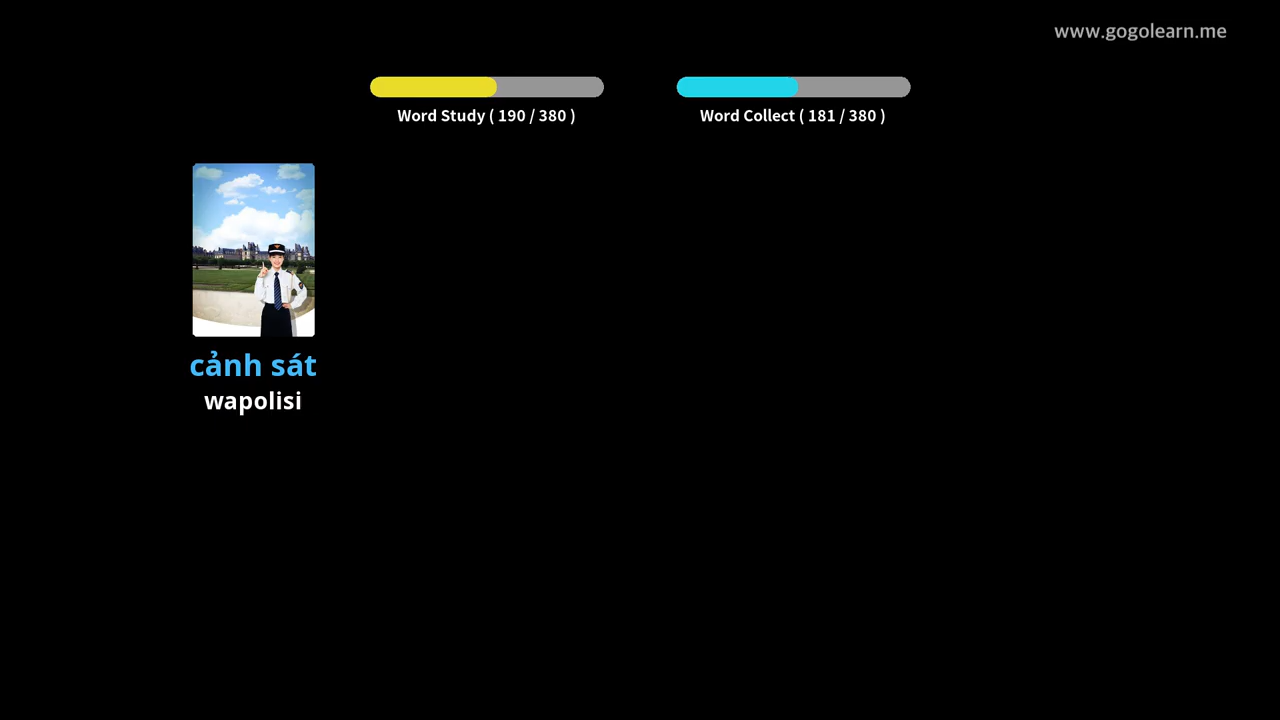 www.gogolearn.me
Word Study ( 190 / 380 )
Word Collect ( 181 / 380 )
cảnh sát
wapolisi